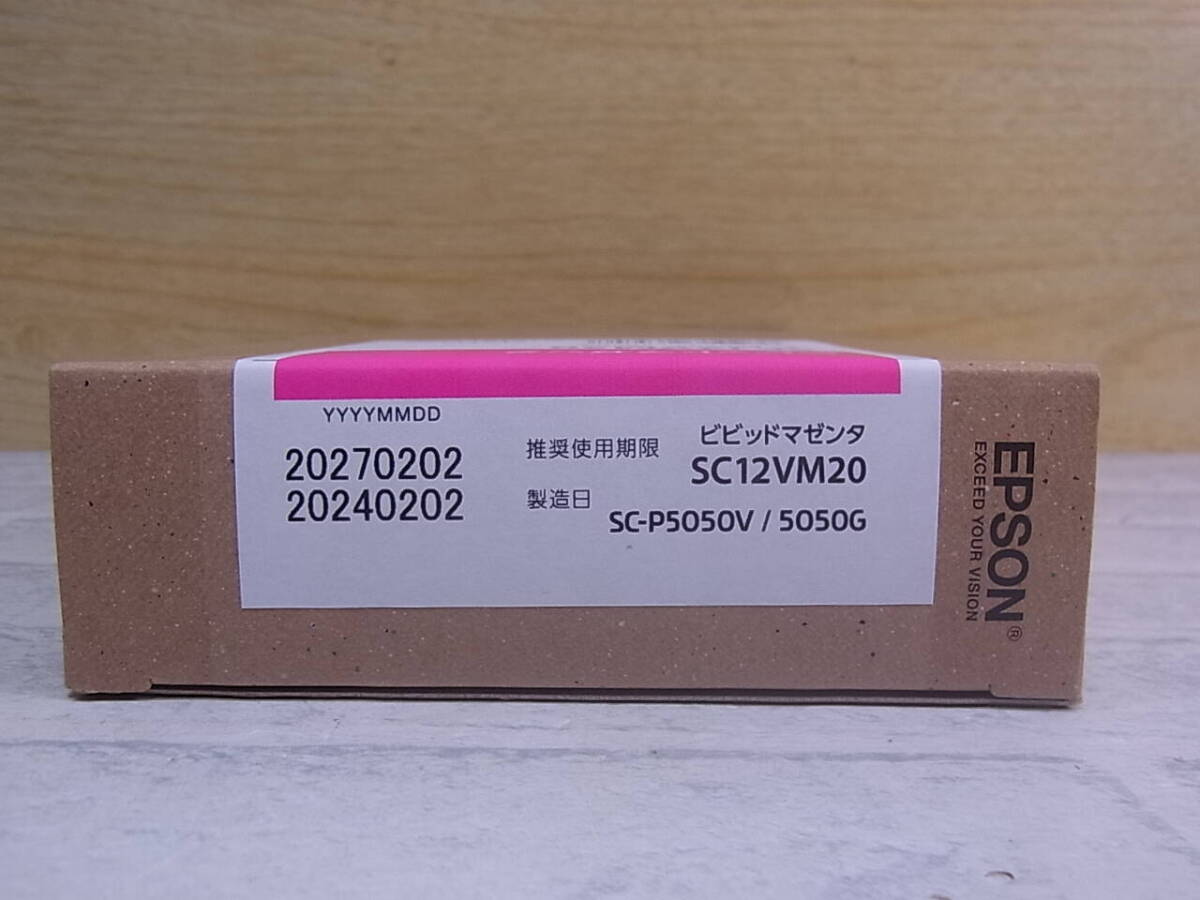 YYYYMMDD
20270202
20240202
推奨使用期限
製造日
ビビッドマゼンタ
SC12VM20
SC-P5050V / 5050G
EPSON®
EXCEED YOUR VISION